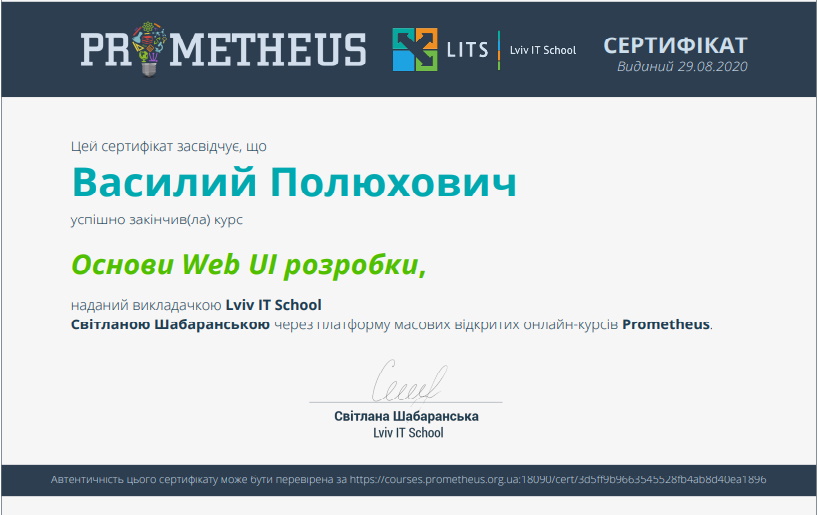 PROMETHEUS
LITS Lviv IT School
СЕРТИФІКАТ
Виданий 29.08.2020
Цей сертифікат засвідчує, що
Василий Полюхович
успішно закінчив(ла) курс
Основи Web UI розробки,
наданий викладачкою Lviv IT School
Світланою Шабаранською через платформу масових відкритих онлайн-курсів Prometheus.
Світлана Шабаранська
Lviv IT School
Автентичність цього сертифікату може бути перевірена за https://courses.prometheus.org.ua:18090/cert/3d5ff9b9663545528fb4ab8d40ea1896